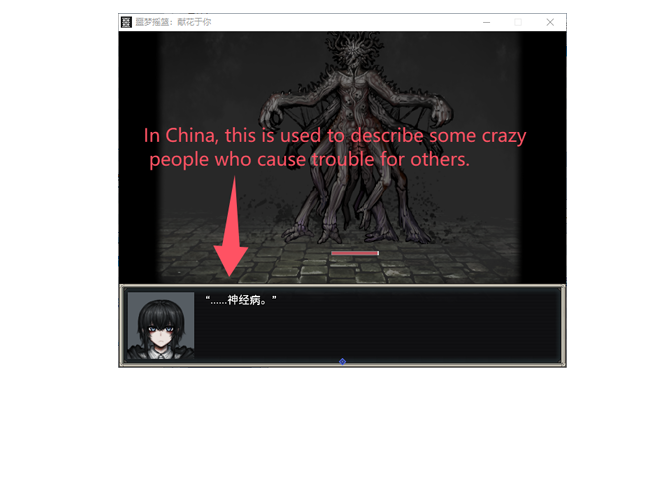 噩梦摇篮：献花于你
In China, this is used to describe some crazy
people who cause trouble for others.
“……神经病。”